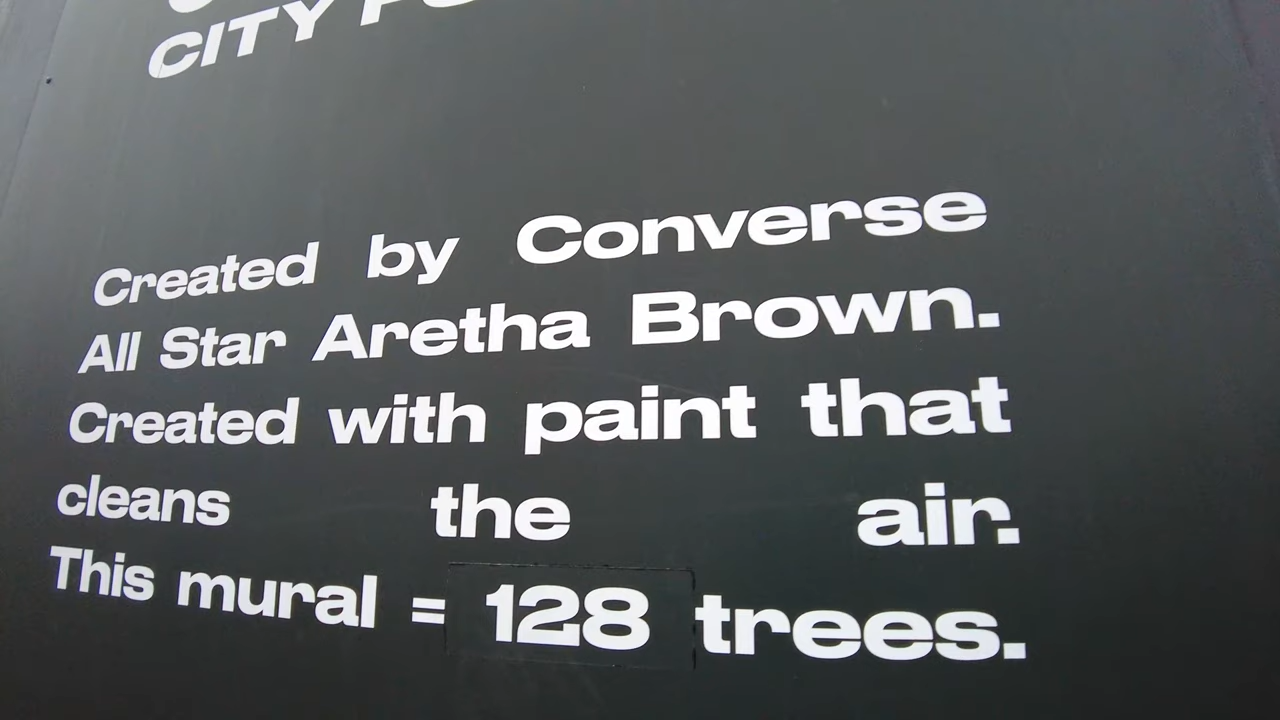 CITY
Created by Converse
All Star Aretha Brown.
Created with paint that
cleans the air.
This mural = 128 trees.